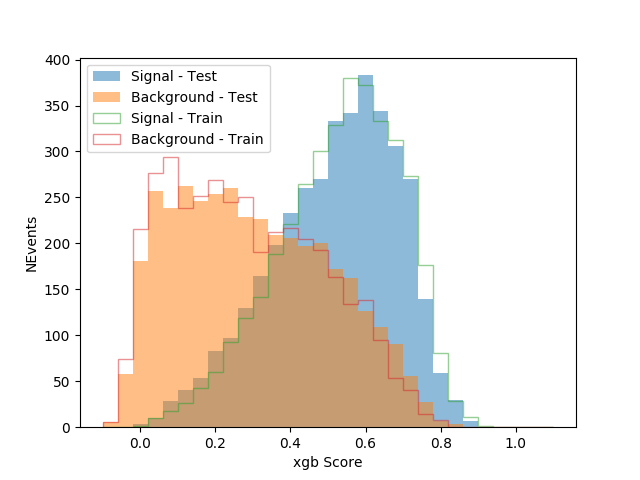 400
350
300
250
200
150
100
50
0
NEvents
Signal - Test
Background - Test
Signal - Train
Background - Train
0.0 0.2 0.4 0.6 0.8 1.0
xgb Score